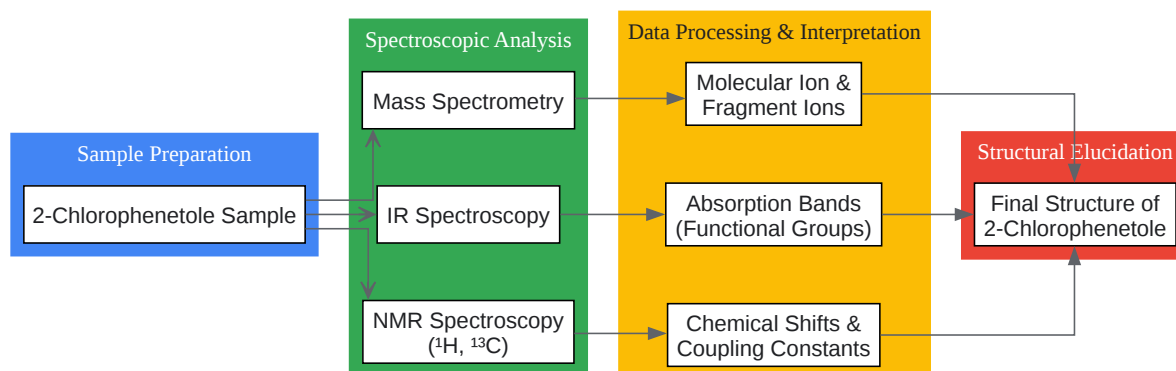 Sample Preparation
2-Chlorophenetole Sample
Spectroscopic Analysis
Mass Spectrometry
IR Spectroscopy
NMR Spectroscopy
(¹H, ¹³C)
Data Processing & Interpretation
Molecular Ion &
Fragment Ions
Absorption Bands
(Functional Groups)
Chemical Shifts &
Coupling Constants
Structural Elucidation
Final Structure of
2-Chlorophenetole